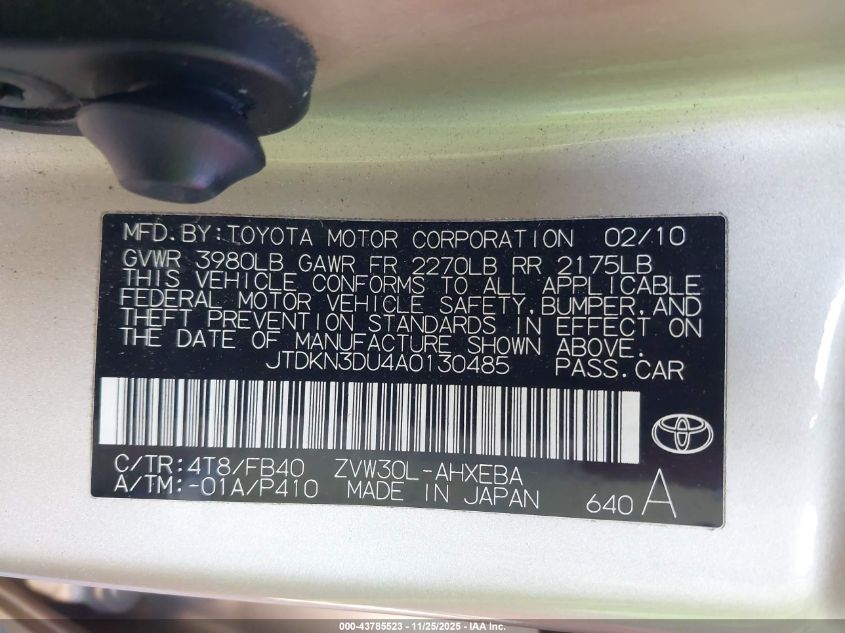 MFD. BY: TOYOTA MOTOR CORPORATION 02/10
GVWR 3980LB GAWR FR 2270LB RR 2175LB
THIS VEHICLE CONFORMS TO ALL APPLICABLE
FEDERAL MOTOR VEHICLE SAFETY, BUMPER, AND
THEFT PREVENTION STANDARDS IN EFFECT ON
THE DATE OF MANUFACTURE SHOWN ABOVE.
JTDKN3DU4A0130485 PASS. CAR
C/TR: 4T8/FB40 ZVW30L-AHXEBA
A/TM: -01A/P410 MADE IN JAPAN 640 A
000-43785523 - 11/25/2025 - IAA Inc.